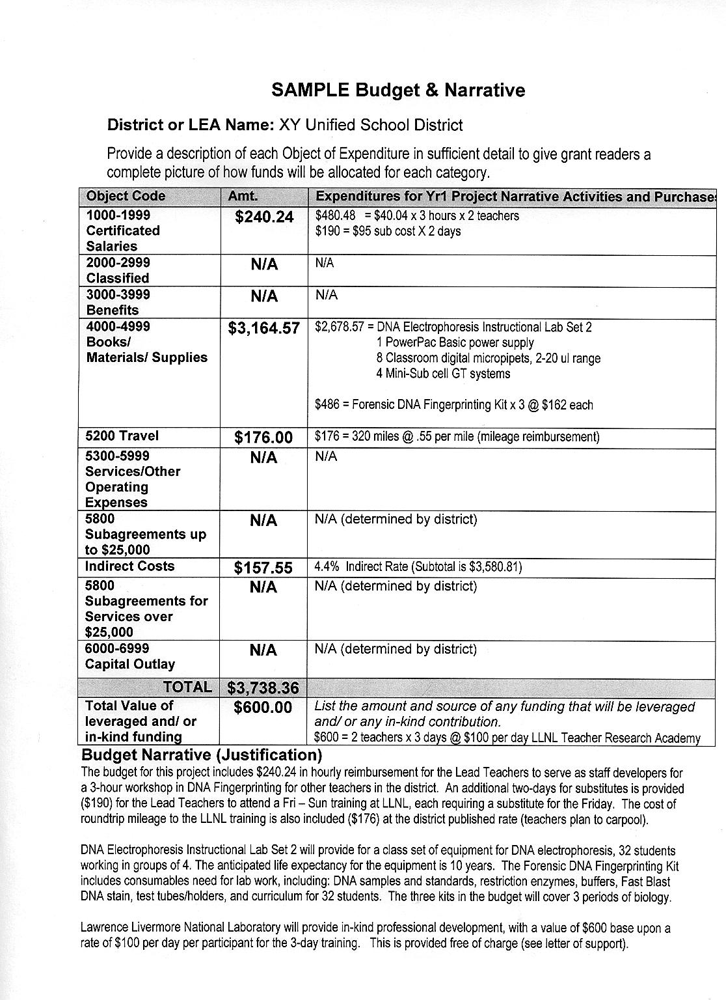 SAMPLE Budget & Narrative
District or LEA Name: XY Unified School District
Provide a description of each Object of Expenditure in sufficient detail to give grant readers a
complete picture of how funds will be allocated for each category.
Object Code Amt. Expenditures for Yr1 Project Narrative Activities and Purchases
1000-1999 $240.24 $480.48 = $40.04 x 3 hours x 2 teachers
Certificated $190 = $95 sub cost X 2 days
Salaries
2000-2999 N/A N/A
Classified
3000-3999 N/A N/A
Benefits
4000-4999 $3,164.57 $2,678.57 = DNA Electrophoresis Instructional Lab Set 2
Books/ 1 PowerPac Basic power supply
Materials/ Supplies 8 Classroom digital micropipets, 2-20 ul range
4 Mini-Sub cell GT systems
$486 = Forensic DNA Fingerprinting Kit x 3 @ $162 each
5200 Travel $176.00 $176 = 320 miles @ .55 per mile (mileage reimbursement)
5300-5999 N/A N/A
Services/Other
Operating
Expenses
5800 N/A N/A (determined by district)
Subagreements up
to $25,000
Indirect Costs $157.55 4.4% Indirect Rate (Subtotal is $3,580.81)
5800 N/A N/A (determined by district)
Subagreements for
Services over
$25,000
6000-6999 N/A N/A (determined by district)
Capital Outlay
TOTAL $3,738.36
Total Value of $600.00 List the amount and source of any funding that will be leveraged
leveraged and/ or and/ or any in-kind contribution.
in-kind funding $600 = 2 teachers x 3 days @ $100 per day LLNL Teacher Research Academy
Budget Narrative (Justification)
The budget for this project includes $240.24 in hourly reimbursement for the Lead Teachers to serve as staff developers for
a 3-hour workshop in DNA Fingerprinting for other teachers in the district. An additional two-days for substitutes is provided
($190) for the Lead Teachers to attend a Fri – Sun training at LLNL, each requiring a substitute for the Friday. The cost of
roundtrip mileage to the LLNL training is also included ($176) at the district published rate (teachers plan to carpool).
DNA Electrophoresis Instructional Lab Set 2 will provide for a class set of equipment for DNA electrophoresis, 32 students
working in groups of 4. The anticipated life expectancy for the equipment is 10 years. The Forensic DNA Fingerprinting Kit
includes consumables need for lab work, including: DNA samples and standards, restriction enzymes, buffers, Fast Blast
DNA stain, test tubes/holders, and curriculum for 32 students. The three kits in the budget will cover 3 periods of biology.
Lawrence Livermore National Laboratory will provide in-kind professional development, with a value of $600 base upon a
rate of $100 per day per participant for the 3-day training. This is provided free of charge (see letter of support).